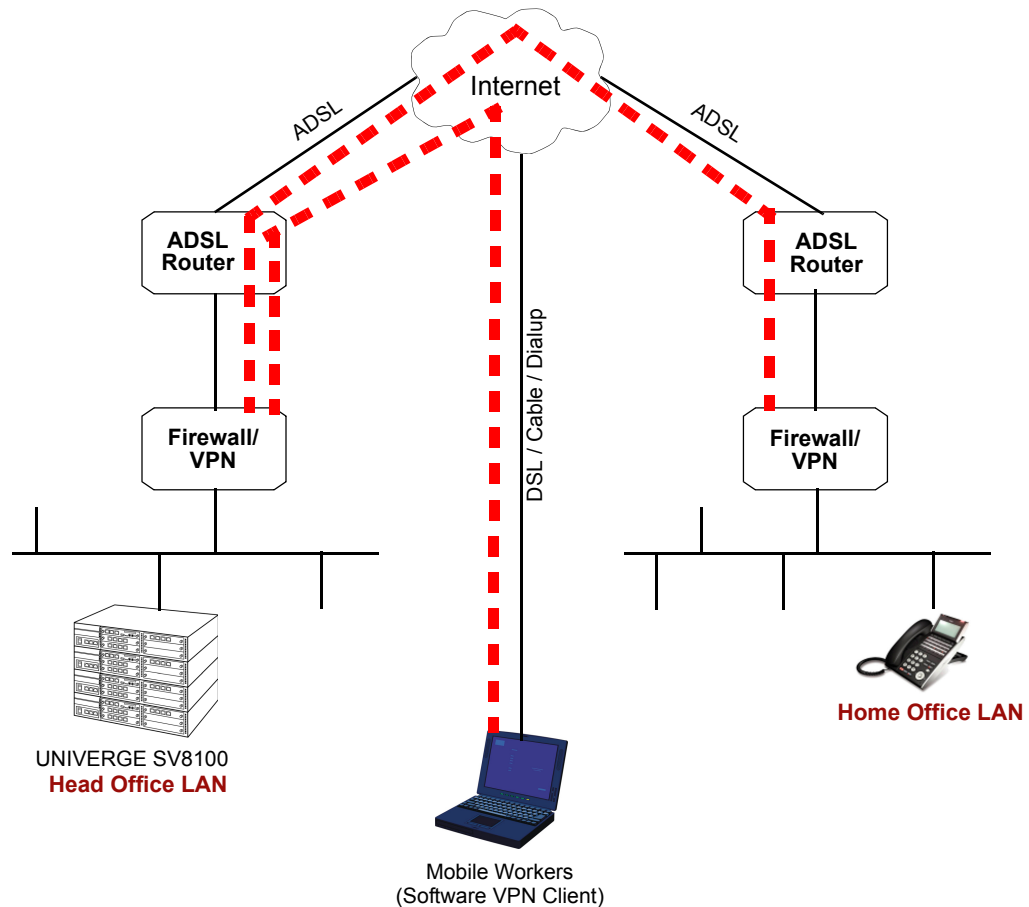 Internet
ADSL
ADSL
ADSL
Router
ADSL
Router
DSL / Cable / Dialup
Firewall/
VPN
Firewall/
VPN
UNIVERGE SV8100
Head Office LAN
Home Office LAN
Mobile Workers
(Software VPN Client)